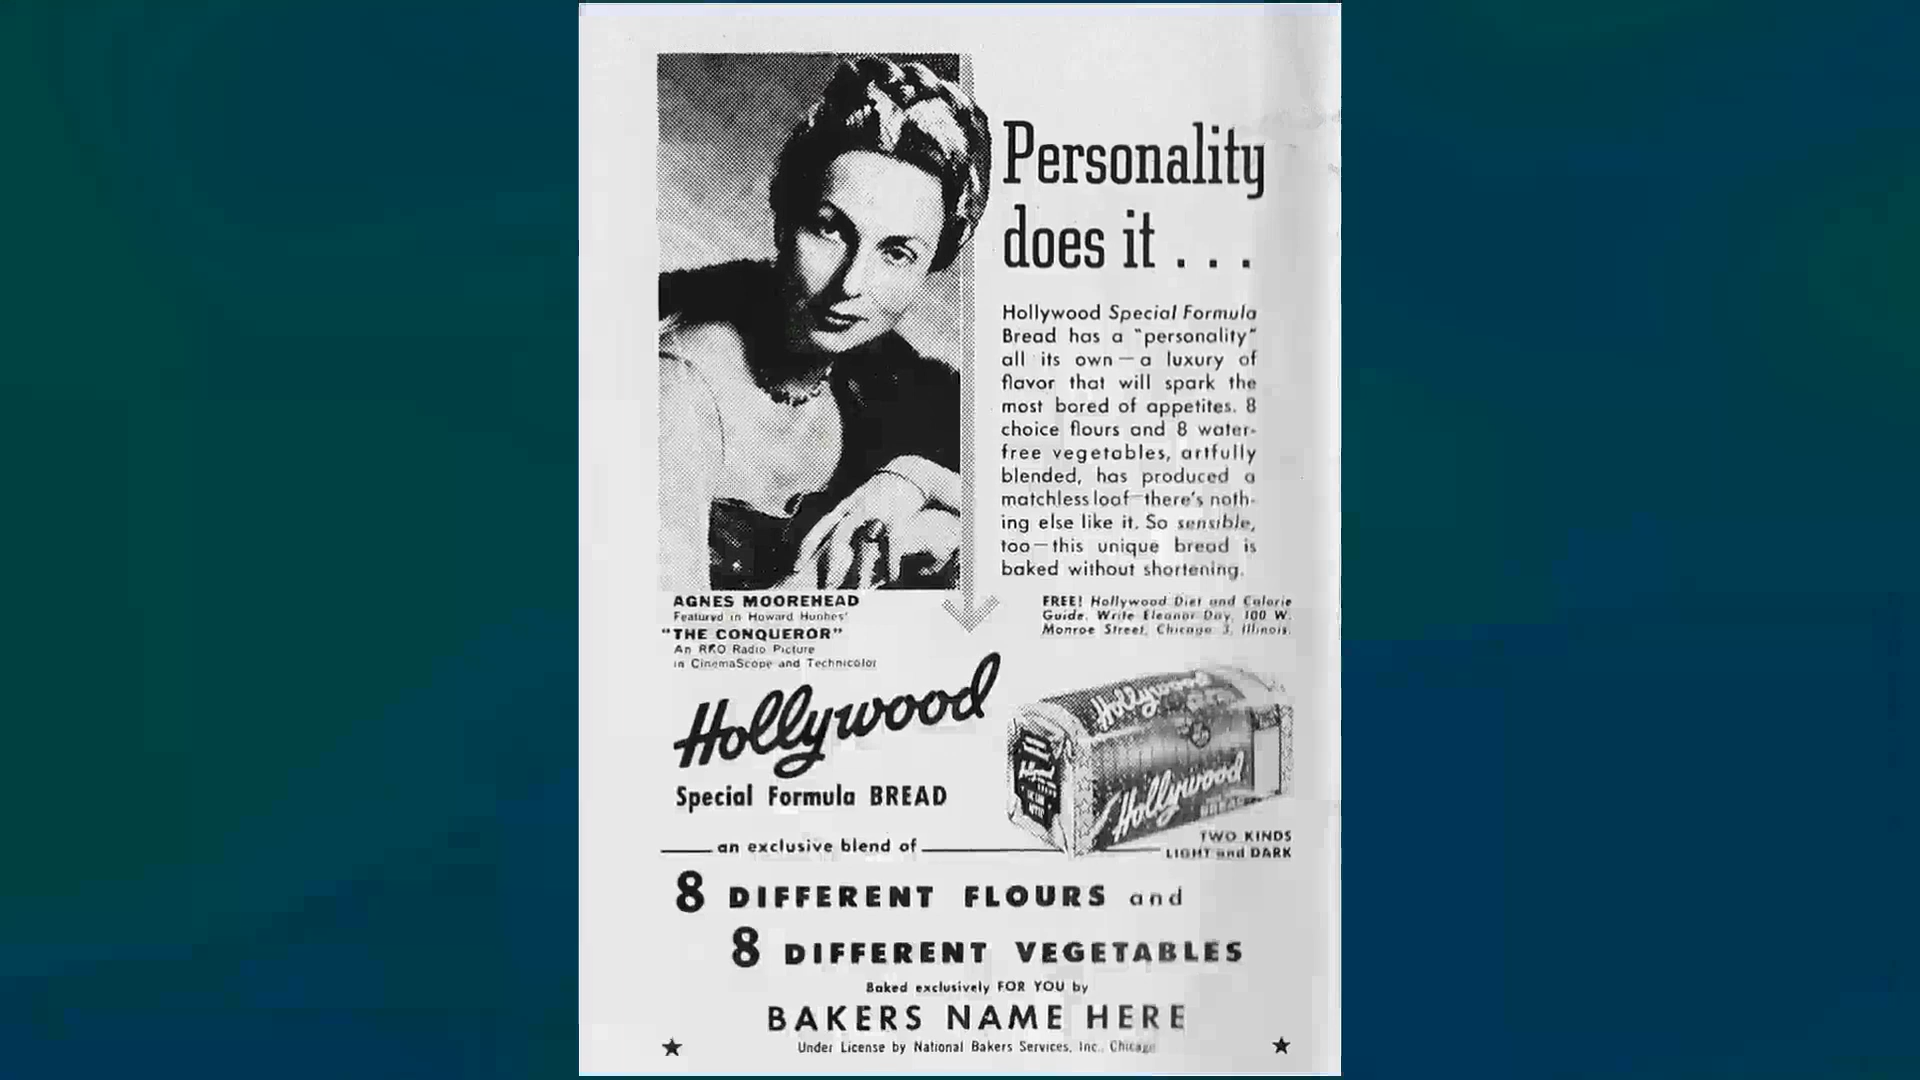 Personality
does it . . .
Hollywood Special Formula
Bread has a "personality"
all its own—a luxury of
flavor that will spark the
most bored of appetites. 8
choice flours and 8 water-
free vegetables, artfully
blended, has produced a
matchless loaf—there's noth-
ing else like it. So sensible,
too—this unique bread is
baked without shortening.
AGNES MOOREHEAD
Featured in Howard Hughes'
"THE CONQUEROR"
An RKO Radio Picture
in CinemaScope and Technicolor
FREE! Hollywood Diet and Calorie
Guide. Write Eleanor Day, 100 W.
Monroe Street, Chicago 3, Illinois.
Hollywood
Special Formula BREAD
Hollywood
Hollywood
BREAD
TWO KINDS
LIGHT and DARK
an exclusive blend of
8 DIFFERENT FLOURS and
8 DIFFERENT VEGETABLES
Baked exclusively FOR YOU by
BAKERS NAME HERE
Under License by National Bakers Services, Inc., Chicago